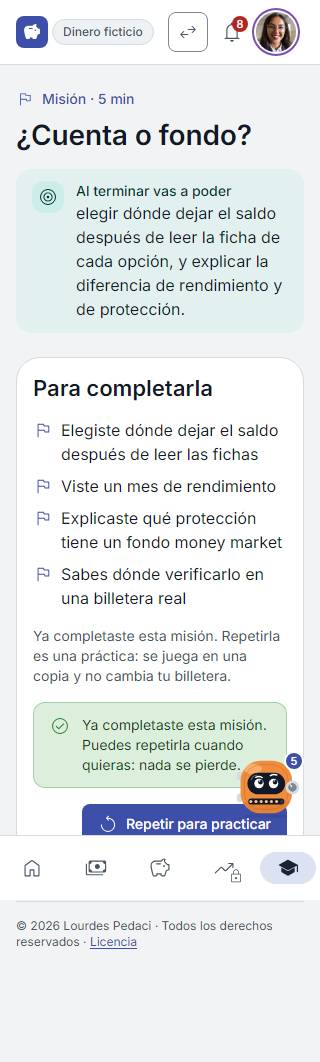 Dinero ficticio
8
Misión · 5 min
¿Cuenta o fondo?
Al terminar vas a poder
elegir dónde dejar el saldo
después de leer la ficha de
cada opción, y explicar la
diferencia de rendimiento y
de protección.
Para completarla
Elegiste dónde dejar el saldo
después de leer las fichas
Viste un mes de rendimiento
Explicaste qué protección
tiene un fondo money market
Sabes dónde verificarlo en
una billetera real
Ya completaste esta misión. Repetirla
es una práctica: se juega en una
copia y no cambia tu billetera.
Ya completaste esta misión.
Puedes repetirla cuando
quieras: nada se pierde.
5
Repetir para practicar
© 2026 Lourdes Pedaci · Todos los derechos
reservados · Licencia